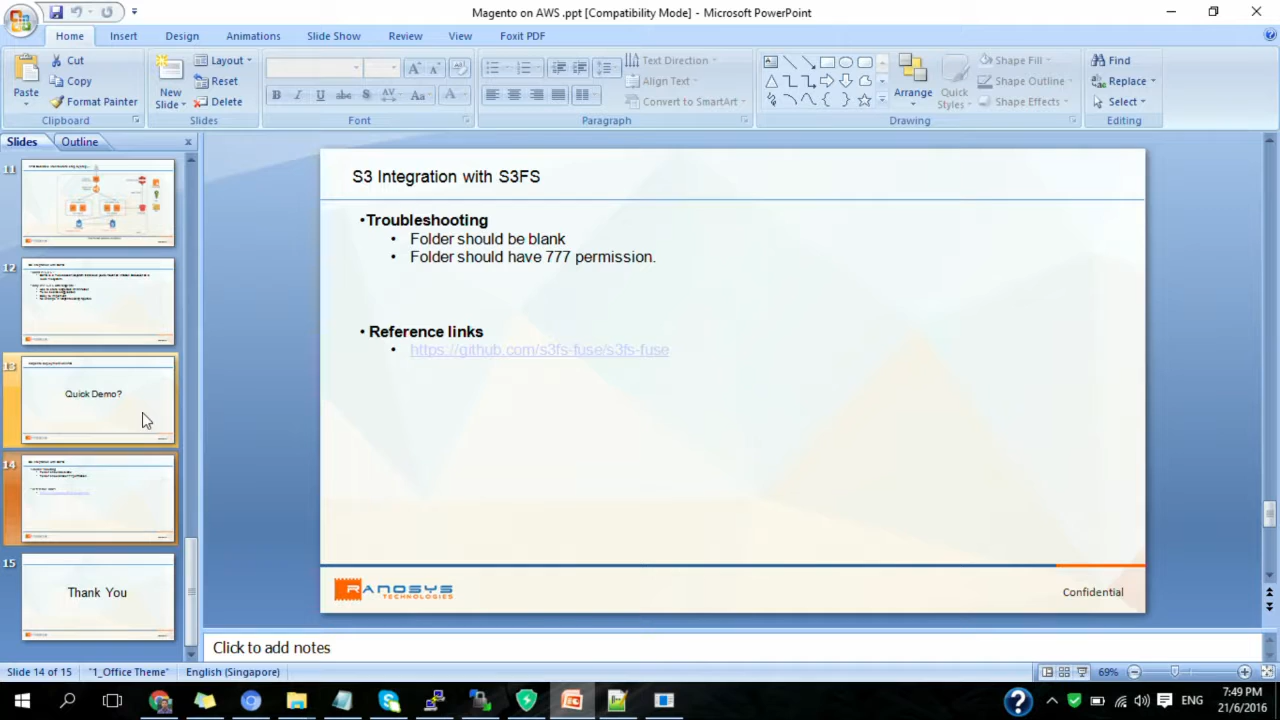 Magento on AWS .ppt [Compatibility Mode] - Microsoft PowerPoint
Home Insert Design Animations Slide Show Review View Foxit PDF
Cut Layout Text Direction Shape Fill Find
Paste Copy New Slide Reset Align Text Arrange Quick Styles Shape Outline Replace
Format Painter Delete Convert to SmartArt Shape Effects Select
Clipboard Slides Font Paragraph Drawing Editing
Slides Outline
11
12
13
Quick Demo?
14
15
Thank You
S3 Integration with S3FS
•Troubleshooting
• Folder should be blank
• Folder should have 777 permission.
• Reference links
• https://github.com/s3fs-fuse/s3fs-fuse
RANOSYS
TECHNOLOGIES
Confidential
Click to add notes
Slide 14 of 15 "1_Office Theme" English (Singapore) 69%
ENG
7:49 PM
21/6/2016